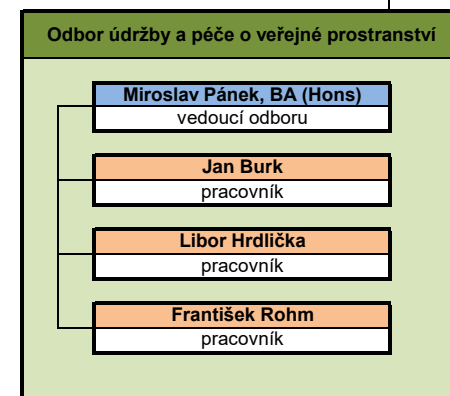 Odbor údržby a péče o veřejné prostranství
Miroslav Pánek, BA (Hons)
vedoucí odboru
Jan Burk
pracovník
Libor Hrdlička
pracovník
František Rohm
pracovník